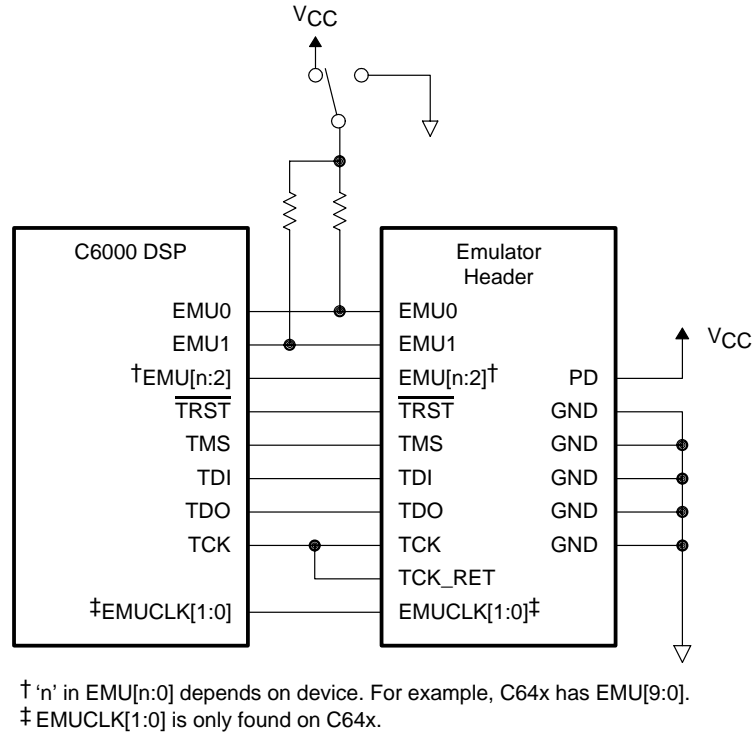 VCC
C6000 DSP
EMU0
EMU1
†EMU[n:2]
TRST
TMS
TDI
TDO
TCK
‡EMUCLK[1:0]
Emulator
Header
EMU0
EMU1
EMU[n:2]†
TRST
TMS
TDI
TDO
TCK
TCK_RET
EMUCLK[1:0]‡
PD
GND
GND
GND
GND
GND
VCC
† ‘n’ in EMU[n:0] depends on device. For example, C64x has EMU[9:0].
‡ EMUCLK[1:0] is only found on C64x.